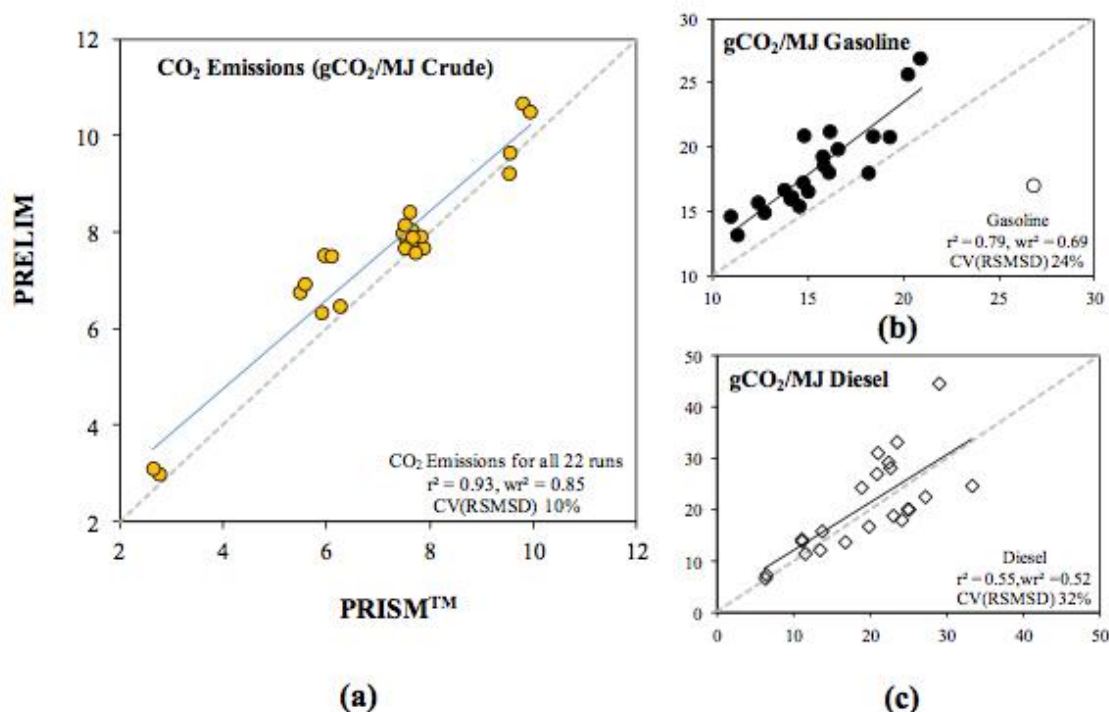 CO₂ Emissions (gCO₂/MJ Crude)
12
10
8
6
4
2
2
4
6
8
10
12
CO₂ Emissions for all 22 runs
r² = 0.93, wr² = 0.85
CV(RSMSD) 10%
PRELIM
PRISM™
(a)
gCO₂/MJ Gasoline
30
25
20
15
10
10
15
20
25
30
Gasoline
r² = 0.79, wr² = 0.69
CV(RSMSD) 24%
(b)
gCO₂/MJ Diesel
50
40
30
20
10
0
0
10
20
30
40
50
Diesel
r² = 0.55,wr² =0.52
CV(RSMSD) 32%
(c)